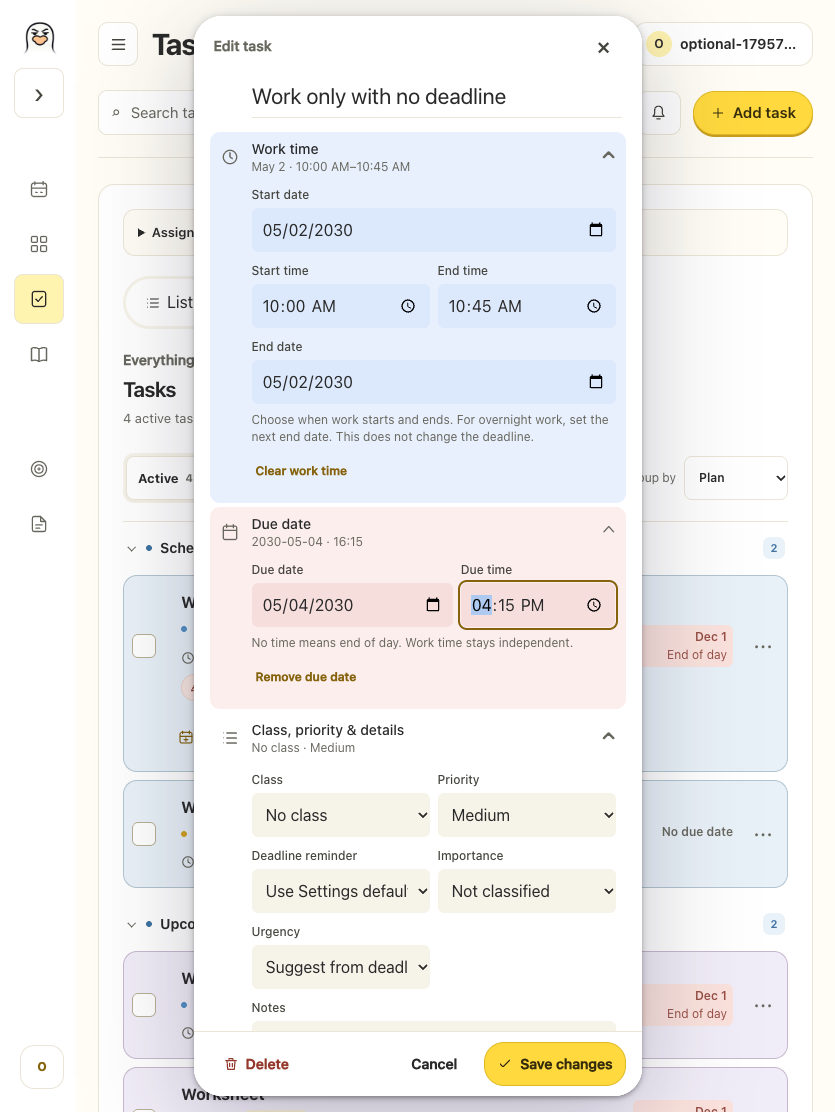 Tas
O optional-17957...
Search ta
+ Add task
Assign
List
Everything
Tasks
4 active tas
Active 4
oup by Plan
Sche
2
W
Dec 1
End of day
W
No due date
Upco
2
W
Dec 1
End of day
Worksheet
Dec 1
O
Edit task
Work only with no deadline
Work time
May 2 · 10:00 AM–10:45 AM
Start date
05/02/2030
Start time End time
10:00 AM 10:45 AM
End date
05/02/2030
Choose when work starts and ends. For overnight work, set the
next end date. This does not change the deadline.
Clear work time
Due date
2030-05-04 · 16:15
Due date Due time
05/04/2030 04:15 PM
No time means end of day. Work time stays independent.
Remove due date
Class, priority & details
No class · Medium
Class Priority
No class Medium
Deadline reminder Importance
Use Settings defaul Not classified
Urgency
Suggest from deadl
Notes
Delete Cancel Save changes